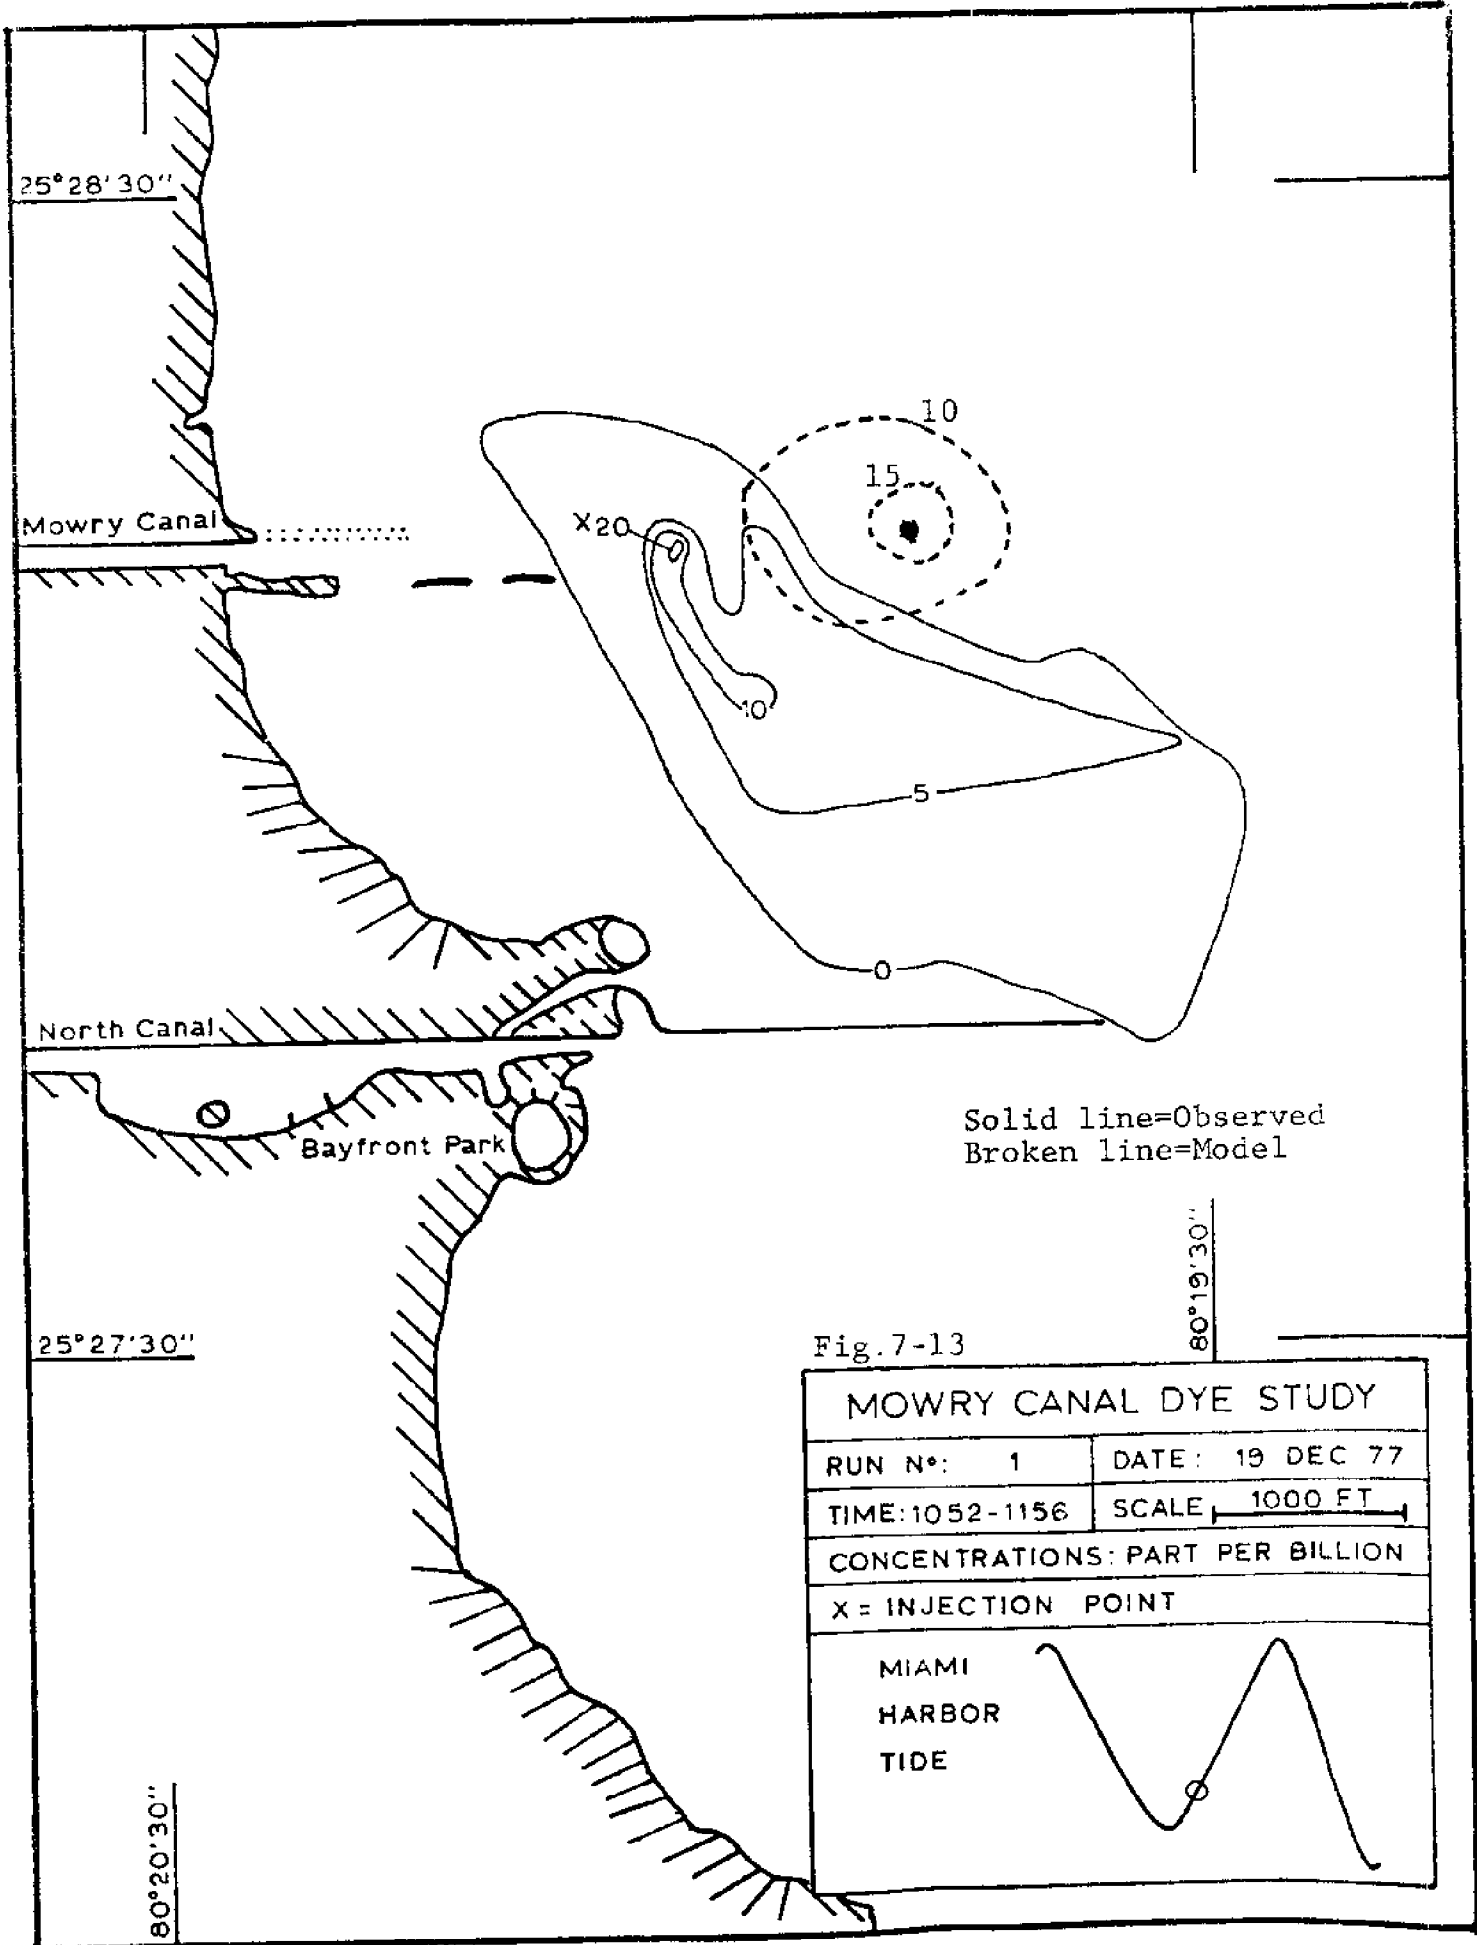 25°28'30"
10
15
Mowry Canal
X20
10
5
0
North Canal
Solid line=Observed
Broken line=Model
Bayfront Park
80°19'30"
25°27'30"
Fig.7-13
MOWRY CANAL DYE STUDY
RUN Nº: 1
DATE: 19 DEC 77
TIME:1052-1156
SCALE 1000 FT
CONCENTRATIONS: PART PER BILLION
X = INJECTION POINT
MIAMI
HARBOR
TIDE
80°20'30"